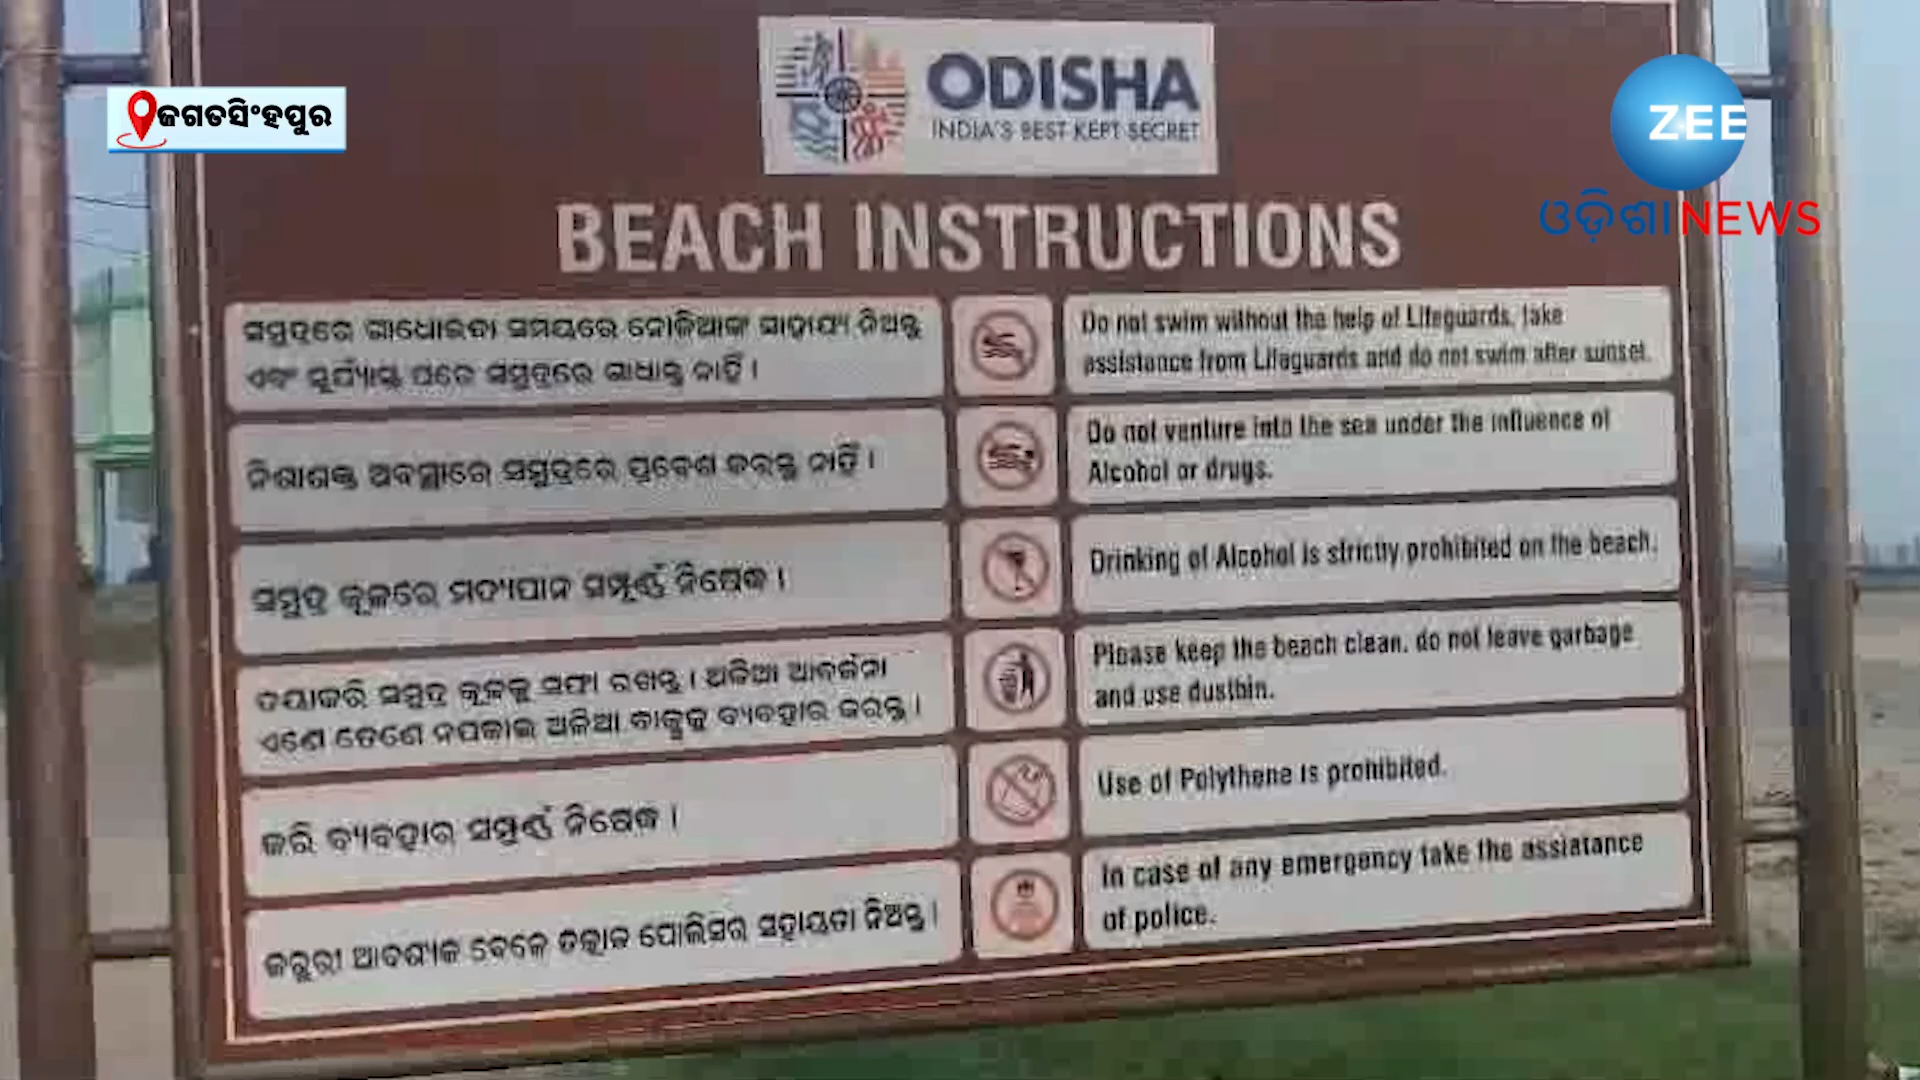 ODISHA
INDIA'S BEST KEPT SECRET
ଜଗତସିଂହପୁର
ZEE
ଓଡ଼ିଶା NEWS
BEACH INSTRUCTIONS
ସମୁଦ୍ରରେ ଗାଧୋଇବା ସମୟରେ ନୋଳିଆଙ୍କ ସାହାଯ୍ୟ ନିଅନ୍ତୁ
ଏବଂ ସୂର୍ଯ୍ୟାସ୍ତ ପରେ ସମୁଦ୍ରରେ ଗାଧାନ୍ତୁ ନାହିଁ ।
Do not swim without the help of Lifeguards, take
assistance from Lifeguards and do not swim after sunset.
ନିଶାଶକ୍ତ ଅବସ୍ଥାରେ ସମୁଦ୍ରରେ ପ୍ରବେଶ କରନ୍ତୁ ନାହିଁ ।
Do not venture into the sea under the influence of
Alcohol or drugs.
ସମୁଦ୍ର କୂଳରେ ମଦ୍ୟପାନ ସମ୍ପୂର୍ଣ୍ଣ ନିଷେଦ୍ଧ ।
Drinking of Alcohol is strictly prohibited on the beach.
ଦୟାକରି ସମୁଦ୍ର କୂଳକୁ ସଫା ରଖନ୍ତୁ । ଅଳିଆ ଆବର୍ଜନା
ଏଣେ ତେଣେ ନପକାଇ ଅଳିଆ ବାକ୍ସକୁ ବ୍ୟବହାର କରନ୍ତୁ ।
Please keep the beach clean, do not leave garbage
and use dustbin.
ଜରି ବ୍ୟବହାର ସମ୍ପୂର୍ଣ୍ଣ ନିଷେଦ୍ଧ ।
Use of Polythene is prohibited.
ଜରୁରୀ ଆବଶ୍ୟକ ବେଳେ ତତ୍କାଳ ପୋଲିସର ସହାୟତା ନିଅନ୍ତୁ ।
In case of any emergency take the assistance
of police.